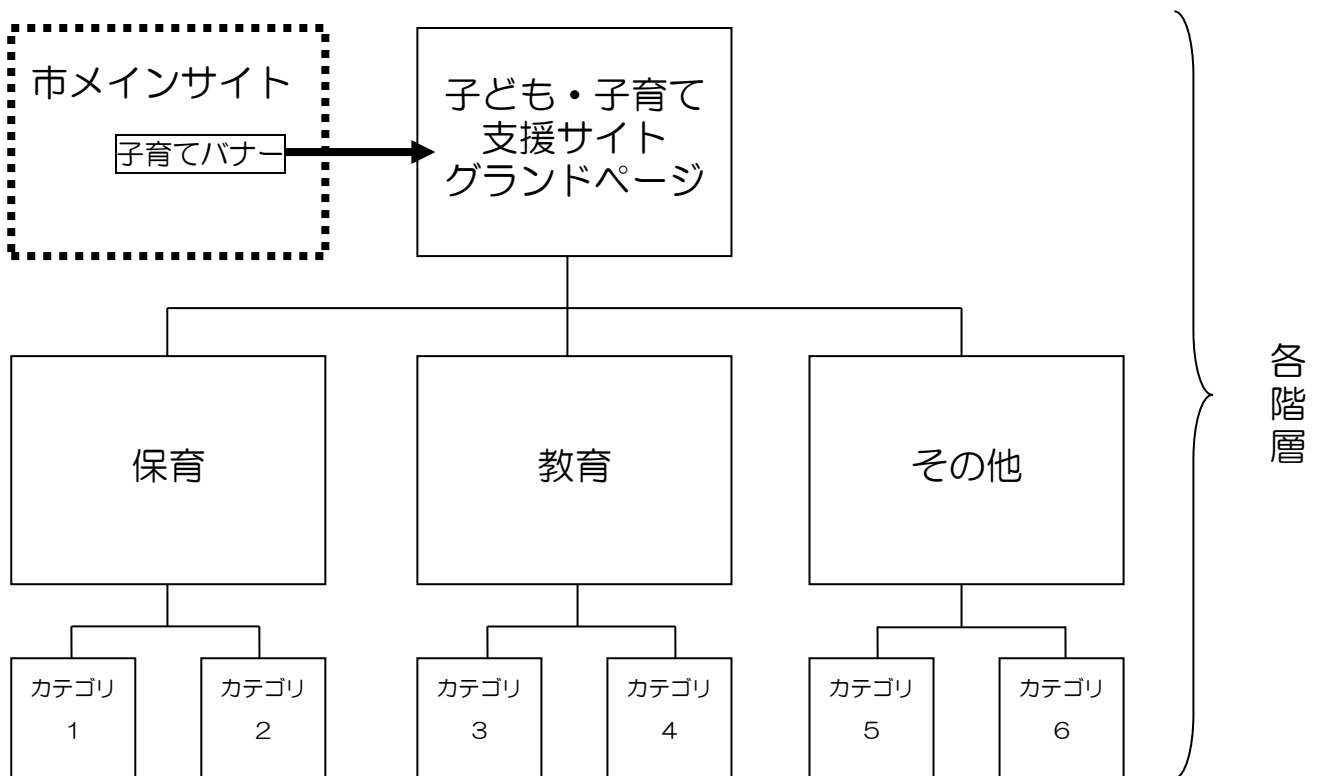 市メインサイト
子育てバナー
子ども・子育て
支援サイト
グランドページ
保育
教育
その他
各階層
カテゴリ
1
カテゴリ
2
カテゴリ
3
カテゴリ
4
カテゴリ
5
カテゴリ
6